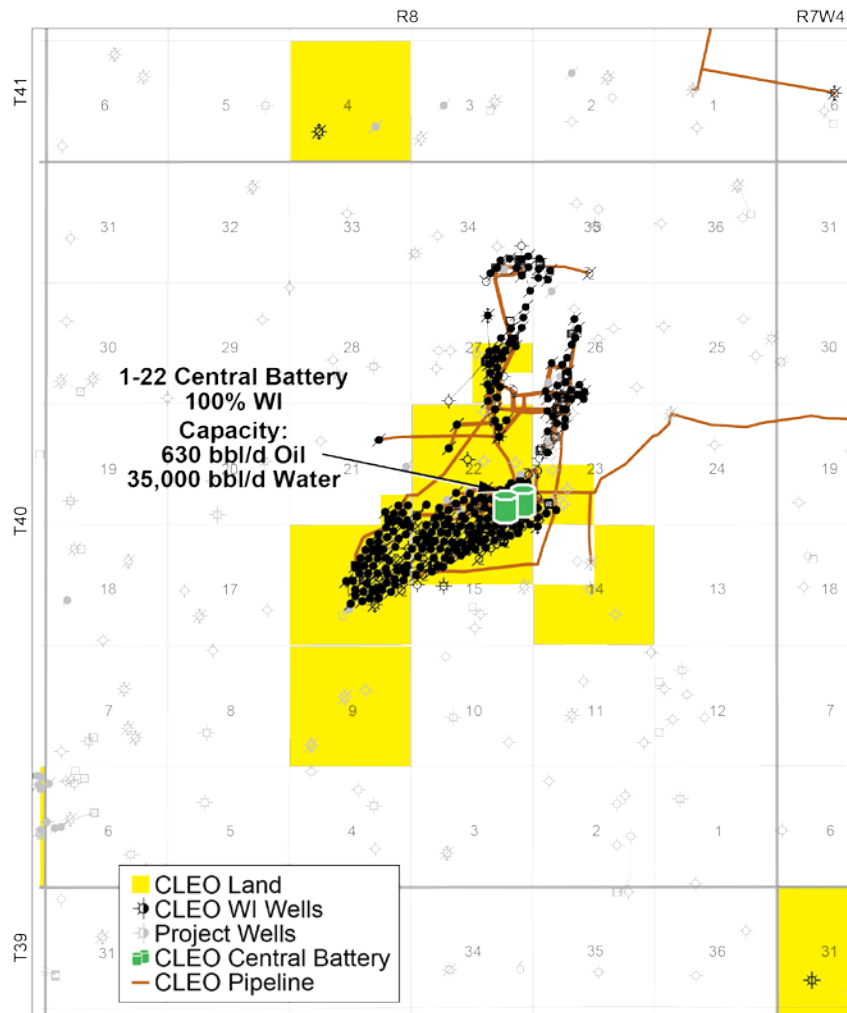 R8 R7W4
T41
6 5 4 3 2 1 6
31 32 33 34 35 36 31
30 29 28 27 26 25 30
1-22 Central Battery
100% WI
Capacity:
630 bbl/d Oil
35,000 bbl/d Water
19 20 21 22 23 24 19
T40
18 17 15 14 13 18
7 8 9 10 11 12 7
6 5 4 3 2 1 6
CLEO Land
CLEO WI Wells
Project Wells
CLEO Central Battery
CLEO Pipeline
T39
31 34 35 36 31